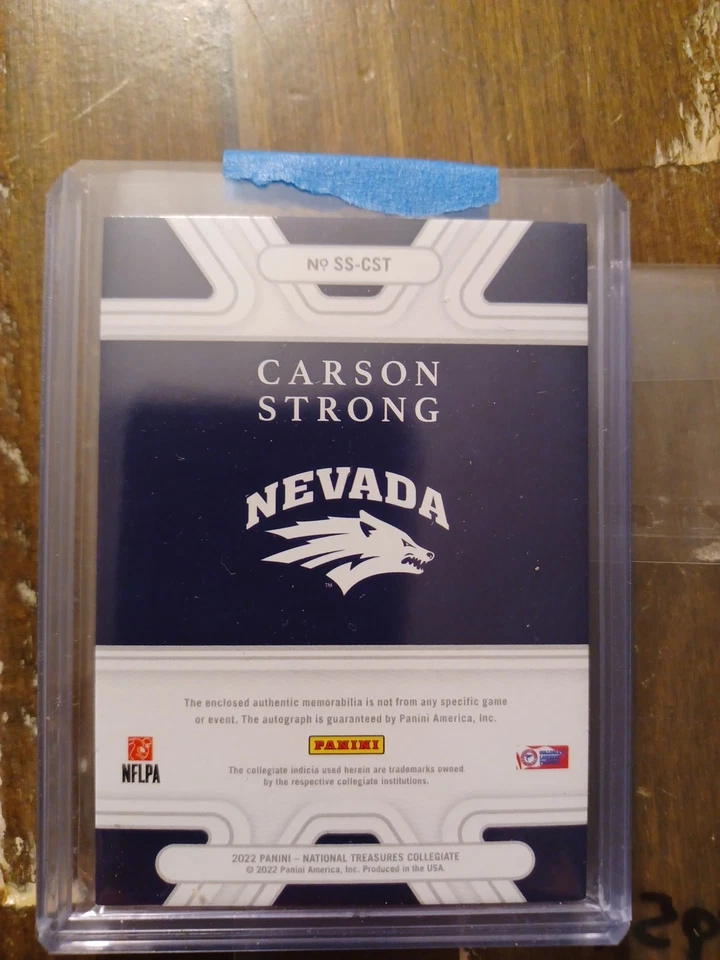 Nº SS-CST
CARSON
STRONG
NEVADA
TM
The enclosed authentic memorabilia is not from any specific game
or event. The autograph is guaranteed by Panini America, Inc.
PANINI
NFLPA
The collegiate indicia used herein are trademarks owned
by the respective collegiate institutions.
2022 PANINI – NATIONAL TREASURES COLLEGIATE
© 2022 Panini America, Inc. Produced in the USA.